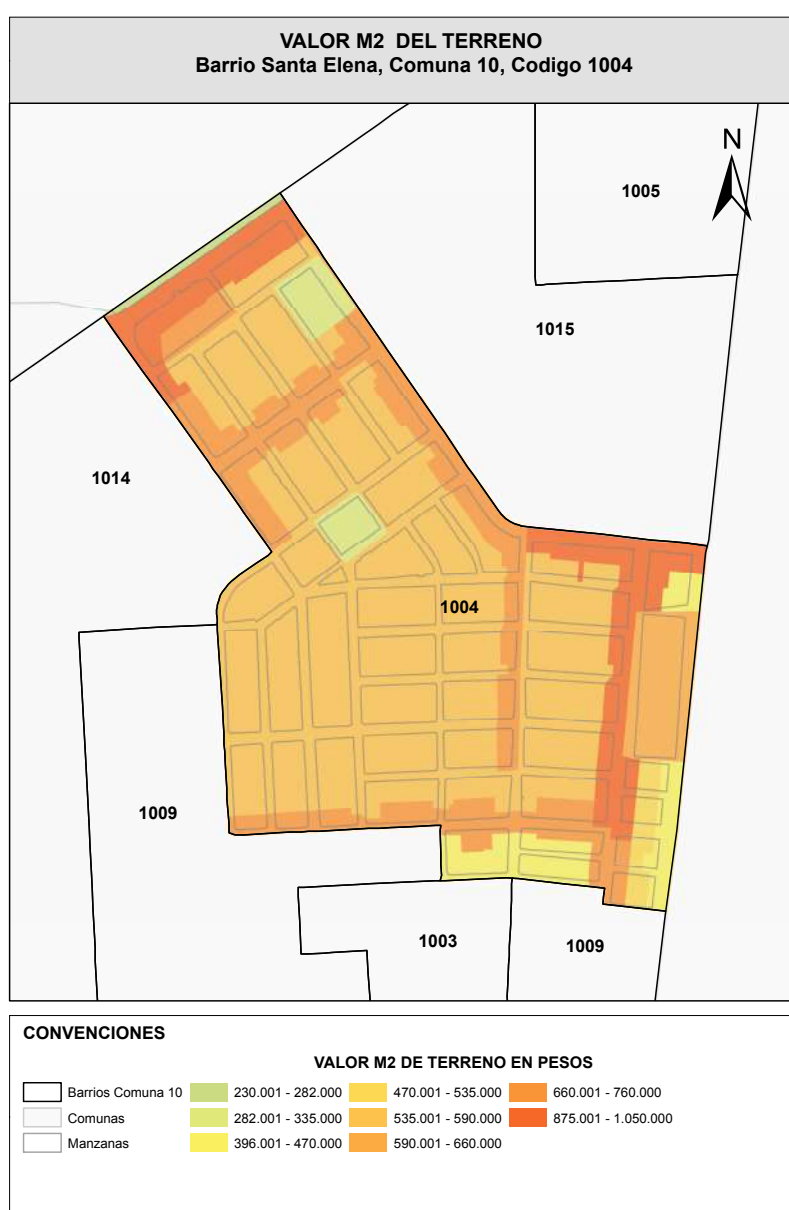 VALOR M2 DEL TERRENO
Barrio Santa Elena, Comuna 10, Codigo 1004
N
1005
1015
1014
1004
1009
1003
1009
CONVENCIONES
VALOR M2 DE TERRENO EN PESOS
Barrios Comuna 10
230.001 - 282.000
470.001 - 535.000
660.001 - 760.000
Comunas
282.001 - 335.000
535.001 - 590.000
875.001 - 1.050.000
Manzanas
396.001 - 470.000
590.001 - 660.000